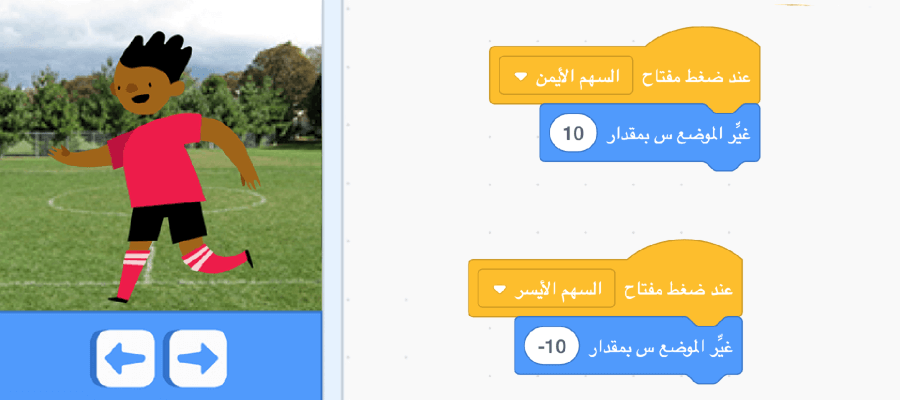 عند ضغط مفتاح السهم الأيمن
غيِّر الموضع س بمقدار 10
عند ضغط مفتاح السهم الأيسر
غيِّر الموضع س بمقدار -10